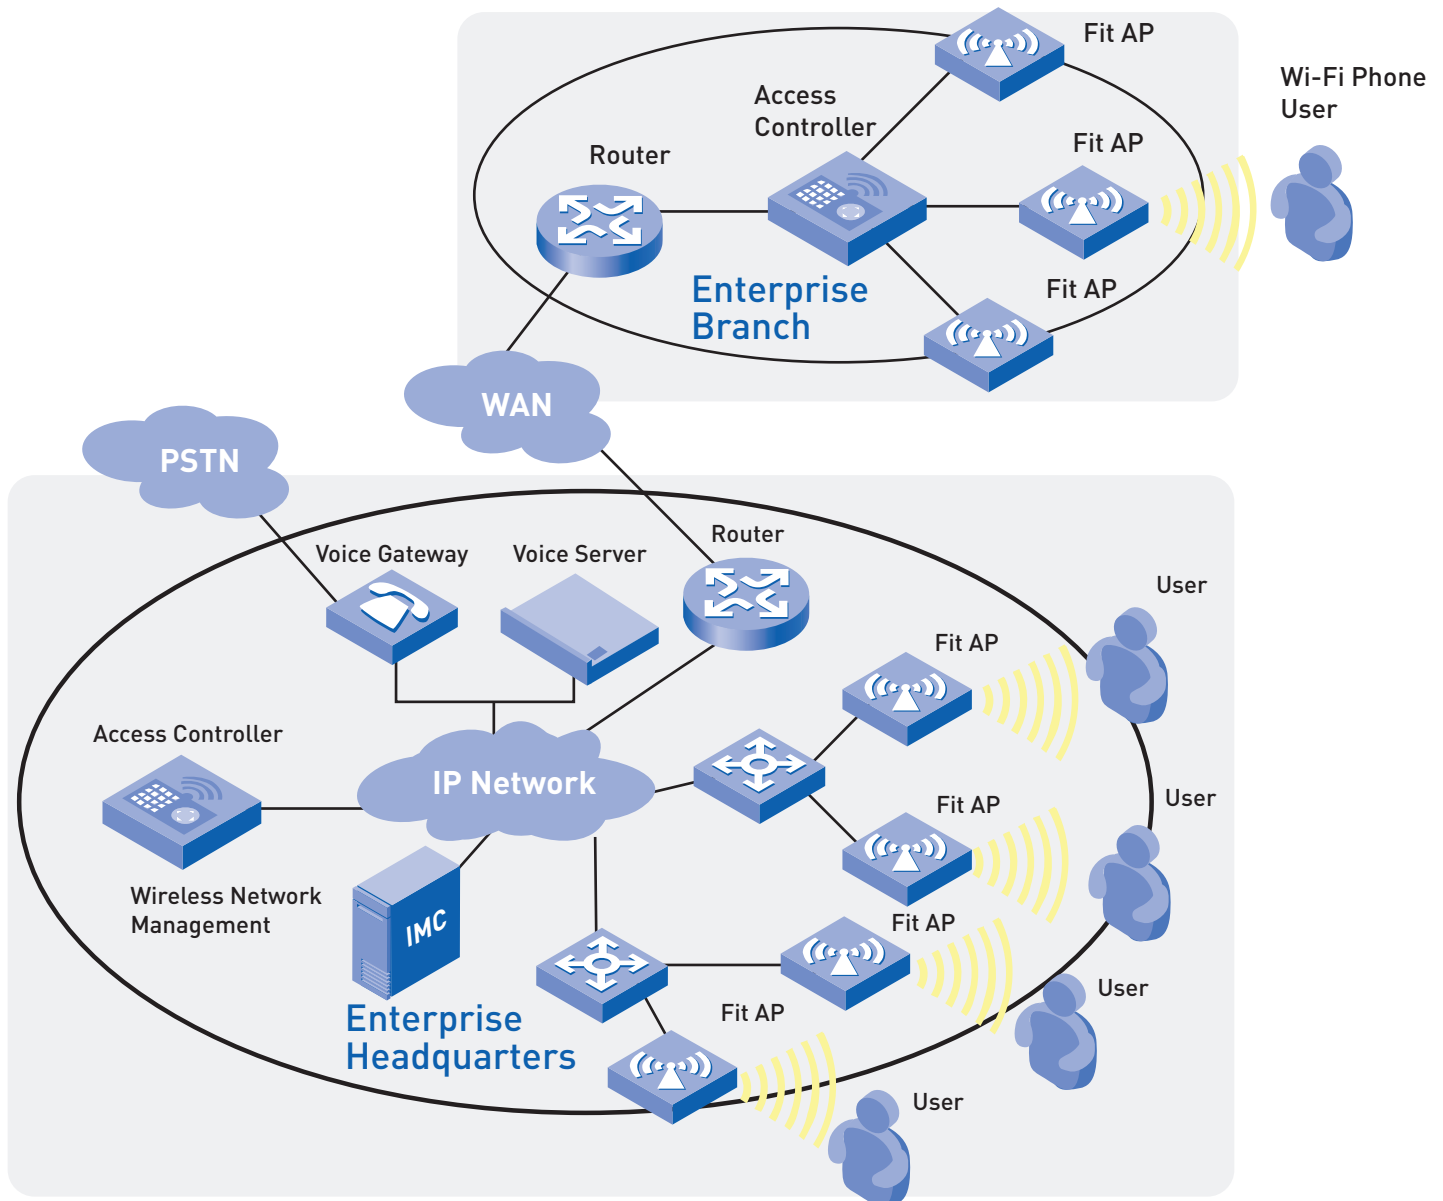 Fit AP
Wi-Fi Phone
User
Access
Controller
Fit AP
Router
Fit AP
Enterprise
Branch
WAN
PSTN
Router
Voice Gateway
Voice Server
User
Fit AP
Access Controller
IP Network
User
Fit AP
Wireless Network
Management
IMC
Fit AP
User
Fit AP
Enterprise
Headquarters
User